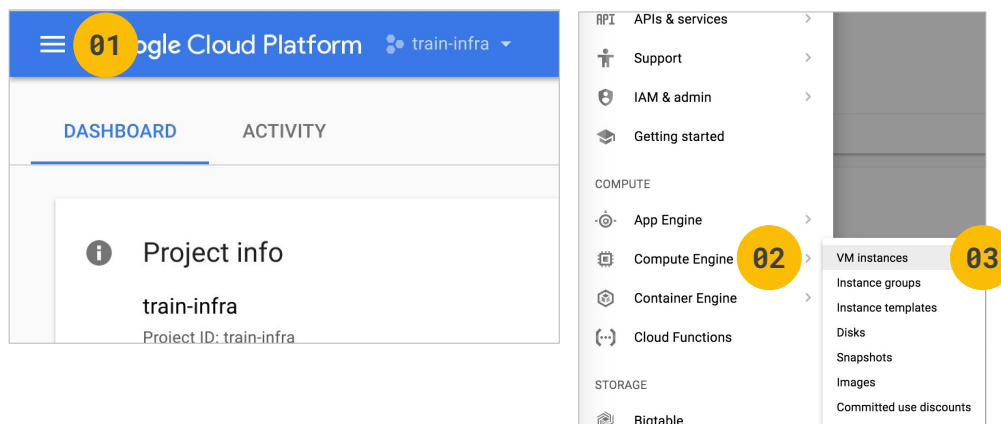 01 ogle Cloud Platform train-infra
DASHBOARD ACTIVITY
Project info
train-infra
Project ID: train-infra
API APIs & services
Support
IAM & admin
Getting started
COMPUTE
App Engine
Compute Engine 02
Container Engine
Cloud Functions
STORAGE
Bigtable
VM instances 03
Instance groups
Instance templates
Disks
Snapshots
Images
Committed use discounts